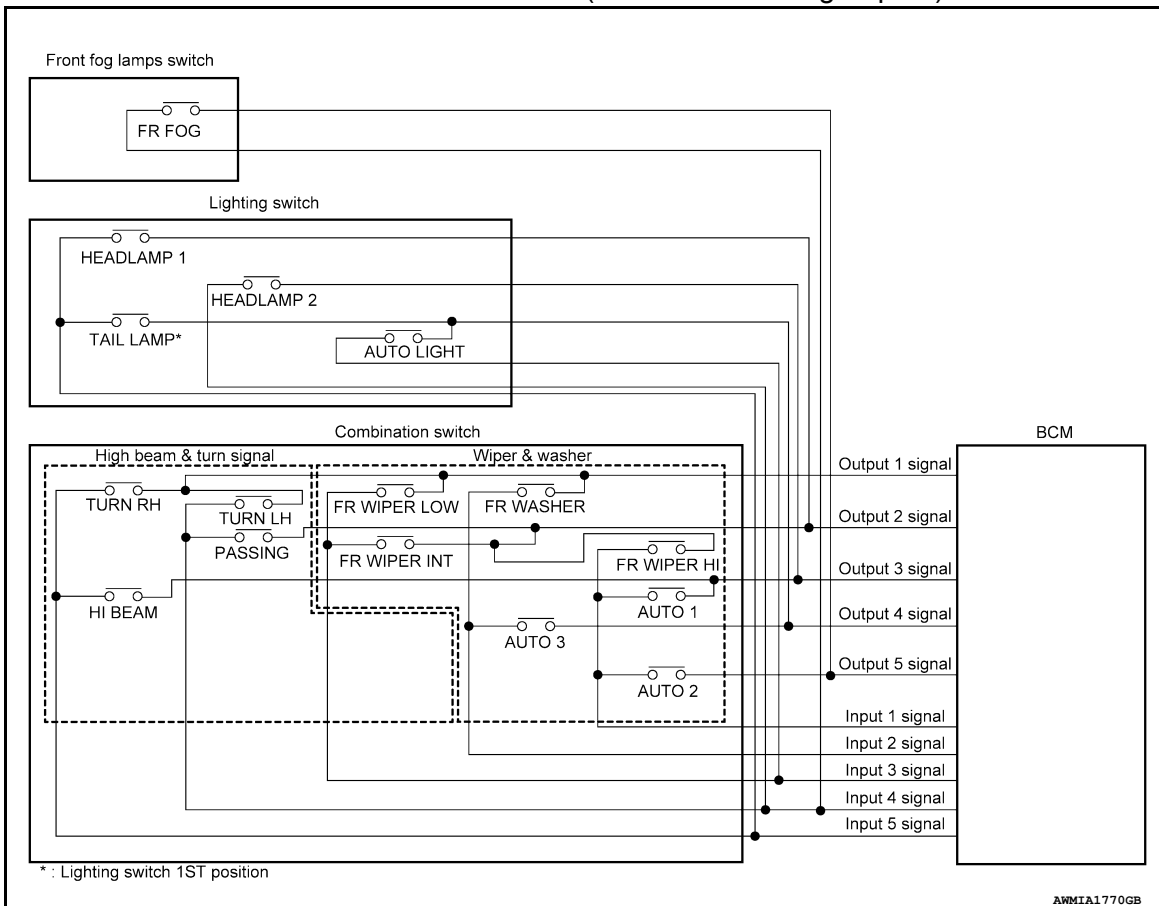 Front fog lamps switch
FR FOG
Lighting switch
HEADLAMP 1
HEADLAMP 2
TAIL LAMP*
AUTO LIGHT
Combination switch
BCM
High beam & turn signal
Wiper & washer
TURN RH
TURN LH
PASSING
HI BEAM
FR WIPER LOW
FR WASHER
FR WIPER INT
FR WIPER HI
AUTO 1
AUTO 3
AUTO 2
Output 1 signal
Output 2 signal
Output 3 signal
Output 4 signal
Output 5 signal
Input 1 signal
Input 2 signal
Input 3 signal
Input 4 signal
Input 5 signal
* : Lighting switch 1ST position
AWMIA1770GB